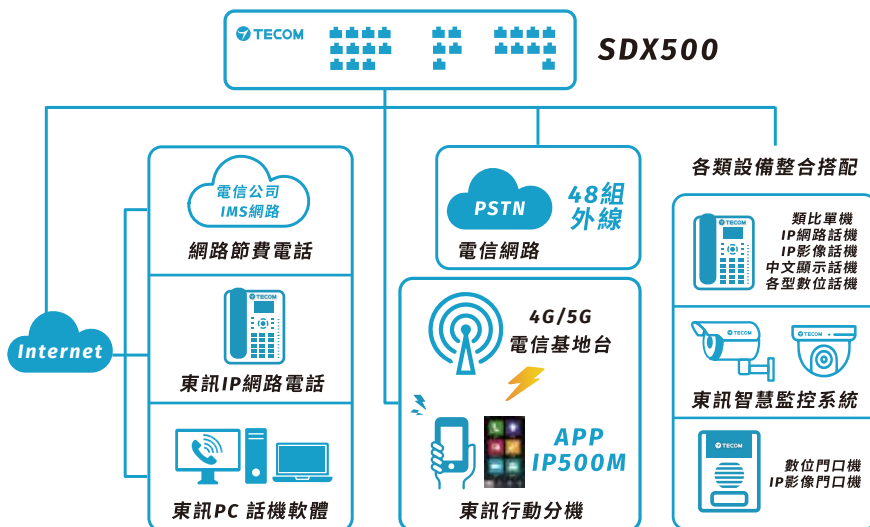 TECOM
SDX500
電信公司
IMS網路
網路節費電話
Internet
TECOM
東訊IP網路電話
東訊PC 話機軟體
PSTN
48組
外線
電信網路
4G/5G
電信基地台
APP
IP500M
東訊行動分機
各類設備整合搭配
TECOM
類比單機
IP網路話機
IP影像話機
中文顯示話機
各型數位話機
TECOM
TECOM
東訊智慧監控系統
TECOM
數位門口機
IP影像門口機